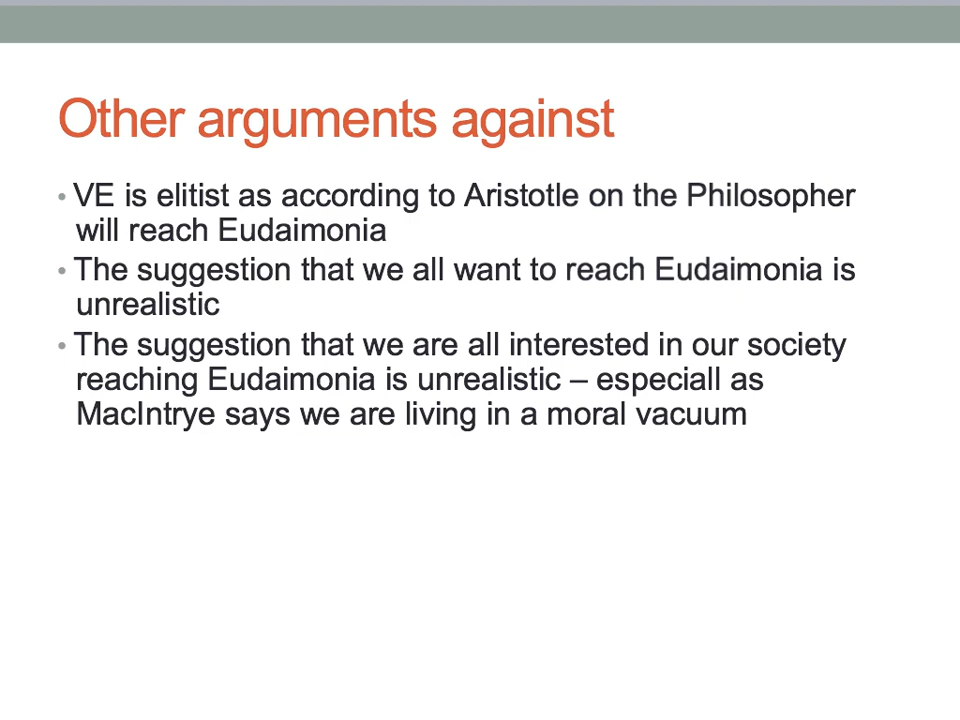 Other arguments against
• VE is elitist as according to Aristotle on the Philosopher
will reach Eudaimonia
• The suggestion that we all want to reach Eudaimonia is
unrealistic
• The suggestion that we are all interested in our society
reaching Eudaimonia is unrealistic – especiall as
MacIntrye says we are living in a moral vacuum